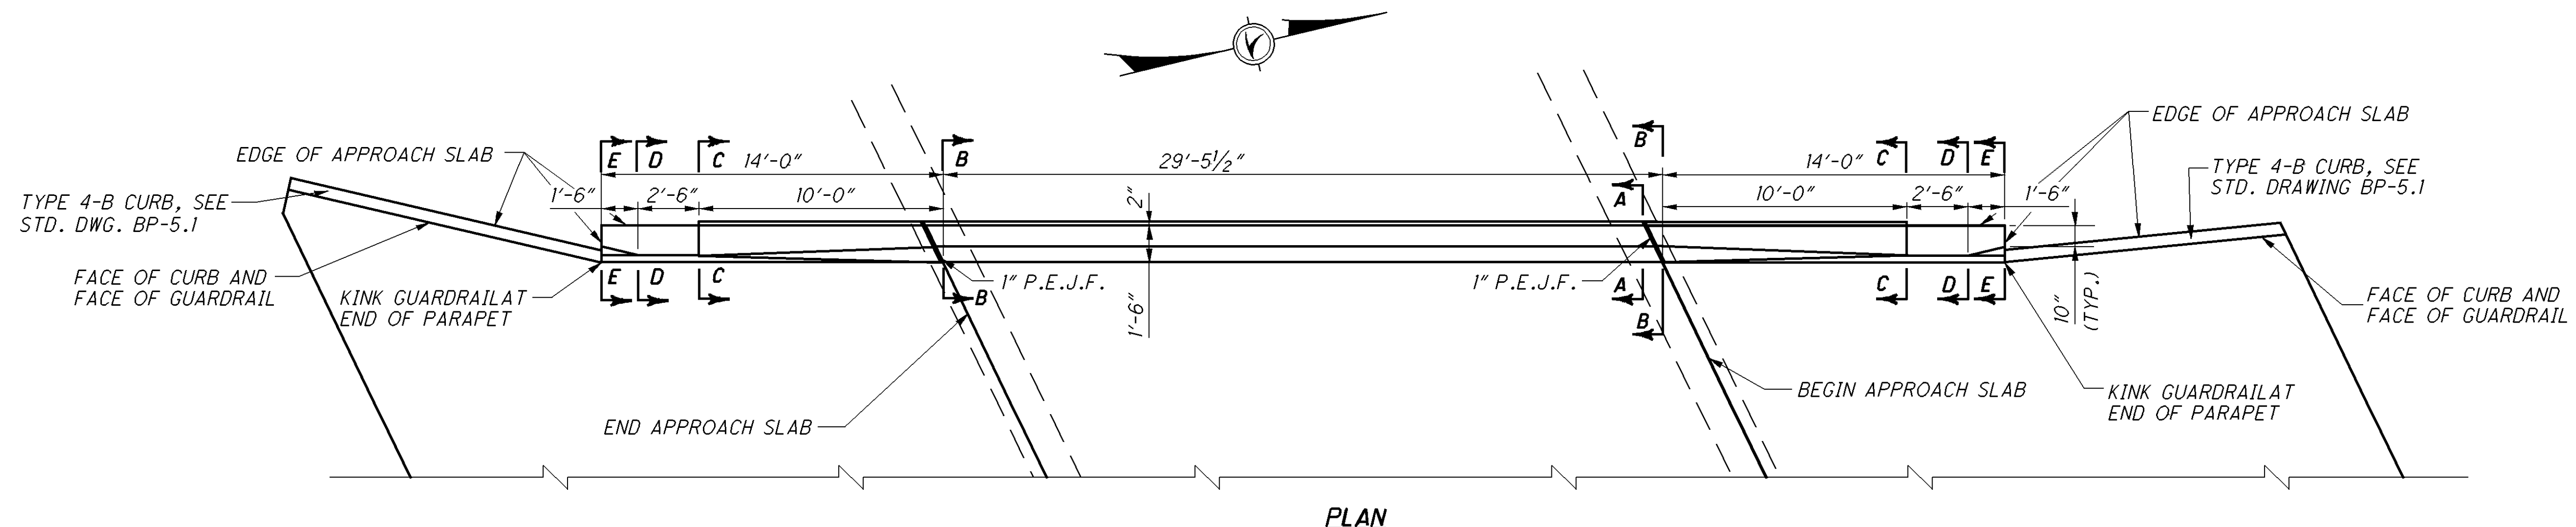 EDGE OF APPROACH SLAB
TYPE 4-B CURB, SEE
STD. DWG. BP-5.1
FACE OF CURB AND
FACE OF GUARDRAIL
KINK GUARDRAILAT
END OF PARAPET
END APPROACH SLAB
E D C
14'-0"
B
29'-5 1/2"
B
14'-0"
C D E
1'-6"
2'-6"
10'-0"
2"
A
10'-0"
2'-6"
1'-6"
E D C
B
1" P.E.J.F.
1'-6"
1" P.E.J.F.
A
B
C D E
10"
(TYP.)
EDGE OF APPROACH SLAB
TYPE 4-B CURB, SEE
STD. DRAWING BP-5.1
FACE OF CURB AND
FACE OF GUARDRAIL
BEGIN APPROACH SLAB
KINK GUARDRAILAT
END OF PARAPET
PLAN